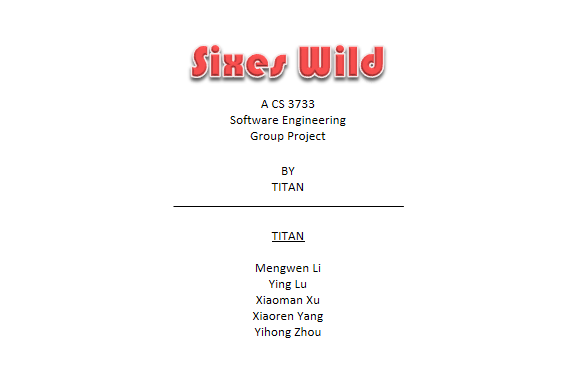 Sixes Wild
A CS 3733
Software Engineering
Group Project
BY
TITAN
TITAN
Mengwen Li
Ying Lu
Xiaoman Xu
Xiaoren Yang
Yihong Zhou